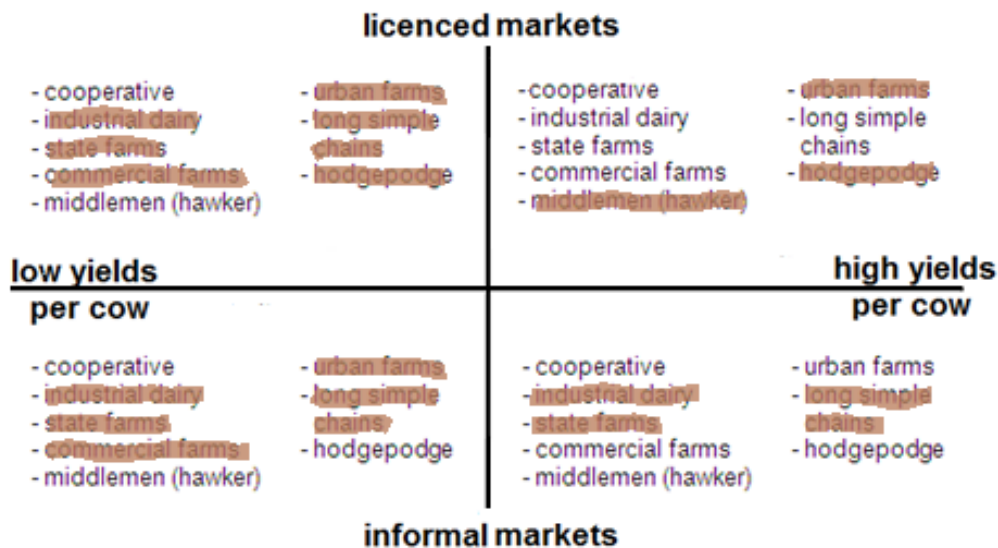 licenced markets
- cooperative
- industrial dairy
- state farms
- commercial farms
- middlemen (hawker)
- urban farms
- long simple
chains
- hodgepodge
- cooperative
- industrial dairy
- state farms
- commercial farms
- middlemen (hawker)
- urban farms
- long simple
chains
- hodgepodge
low yields
per cow
high yields
per cow
- cooperative
- industrial dairy
- state farms
- commercial farms
- middlemen (hawker)
- urban farms
- long simple
chains
- hodgepodge
- cooperative
- industrial dairy
- state farms
- commercial farms
- middlemen (hawker)
- urban farms
- long simple
chains
- hodgepodge
informal markets